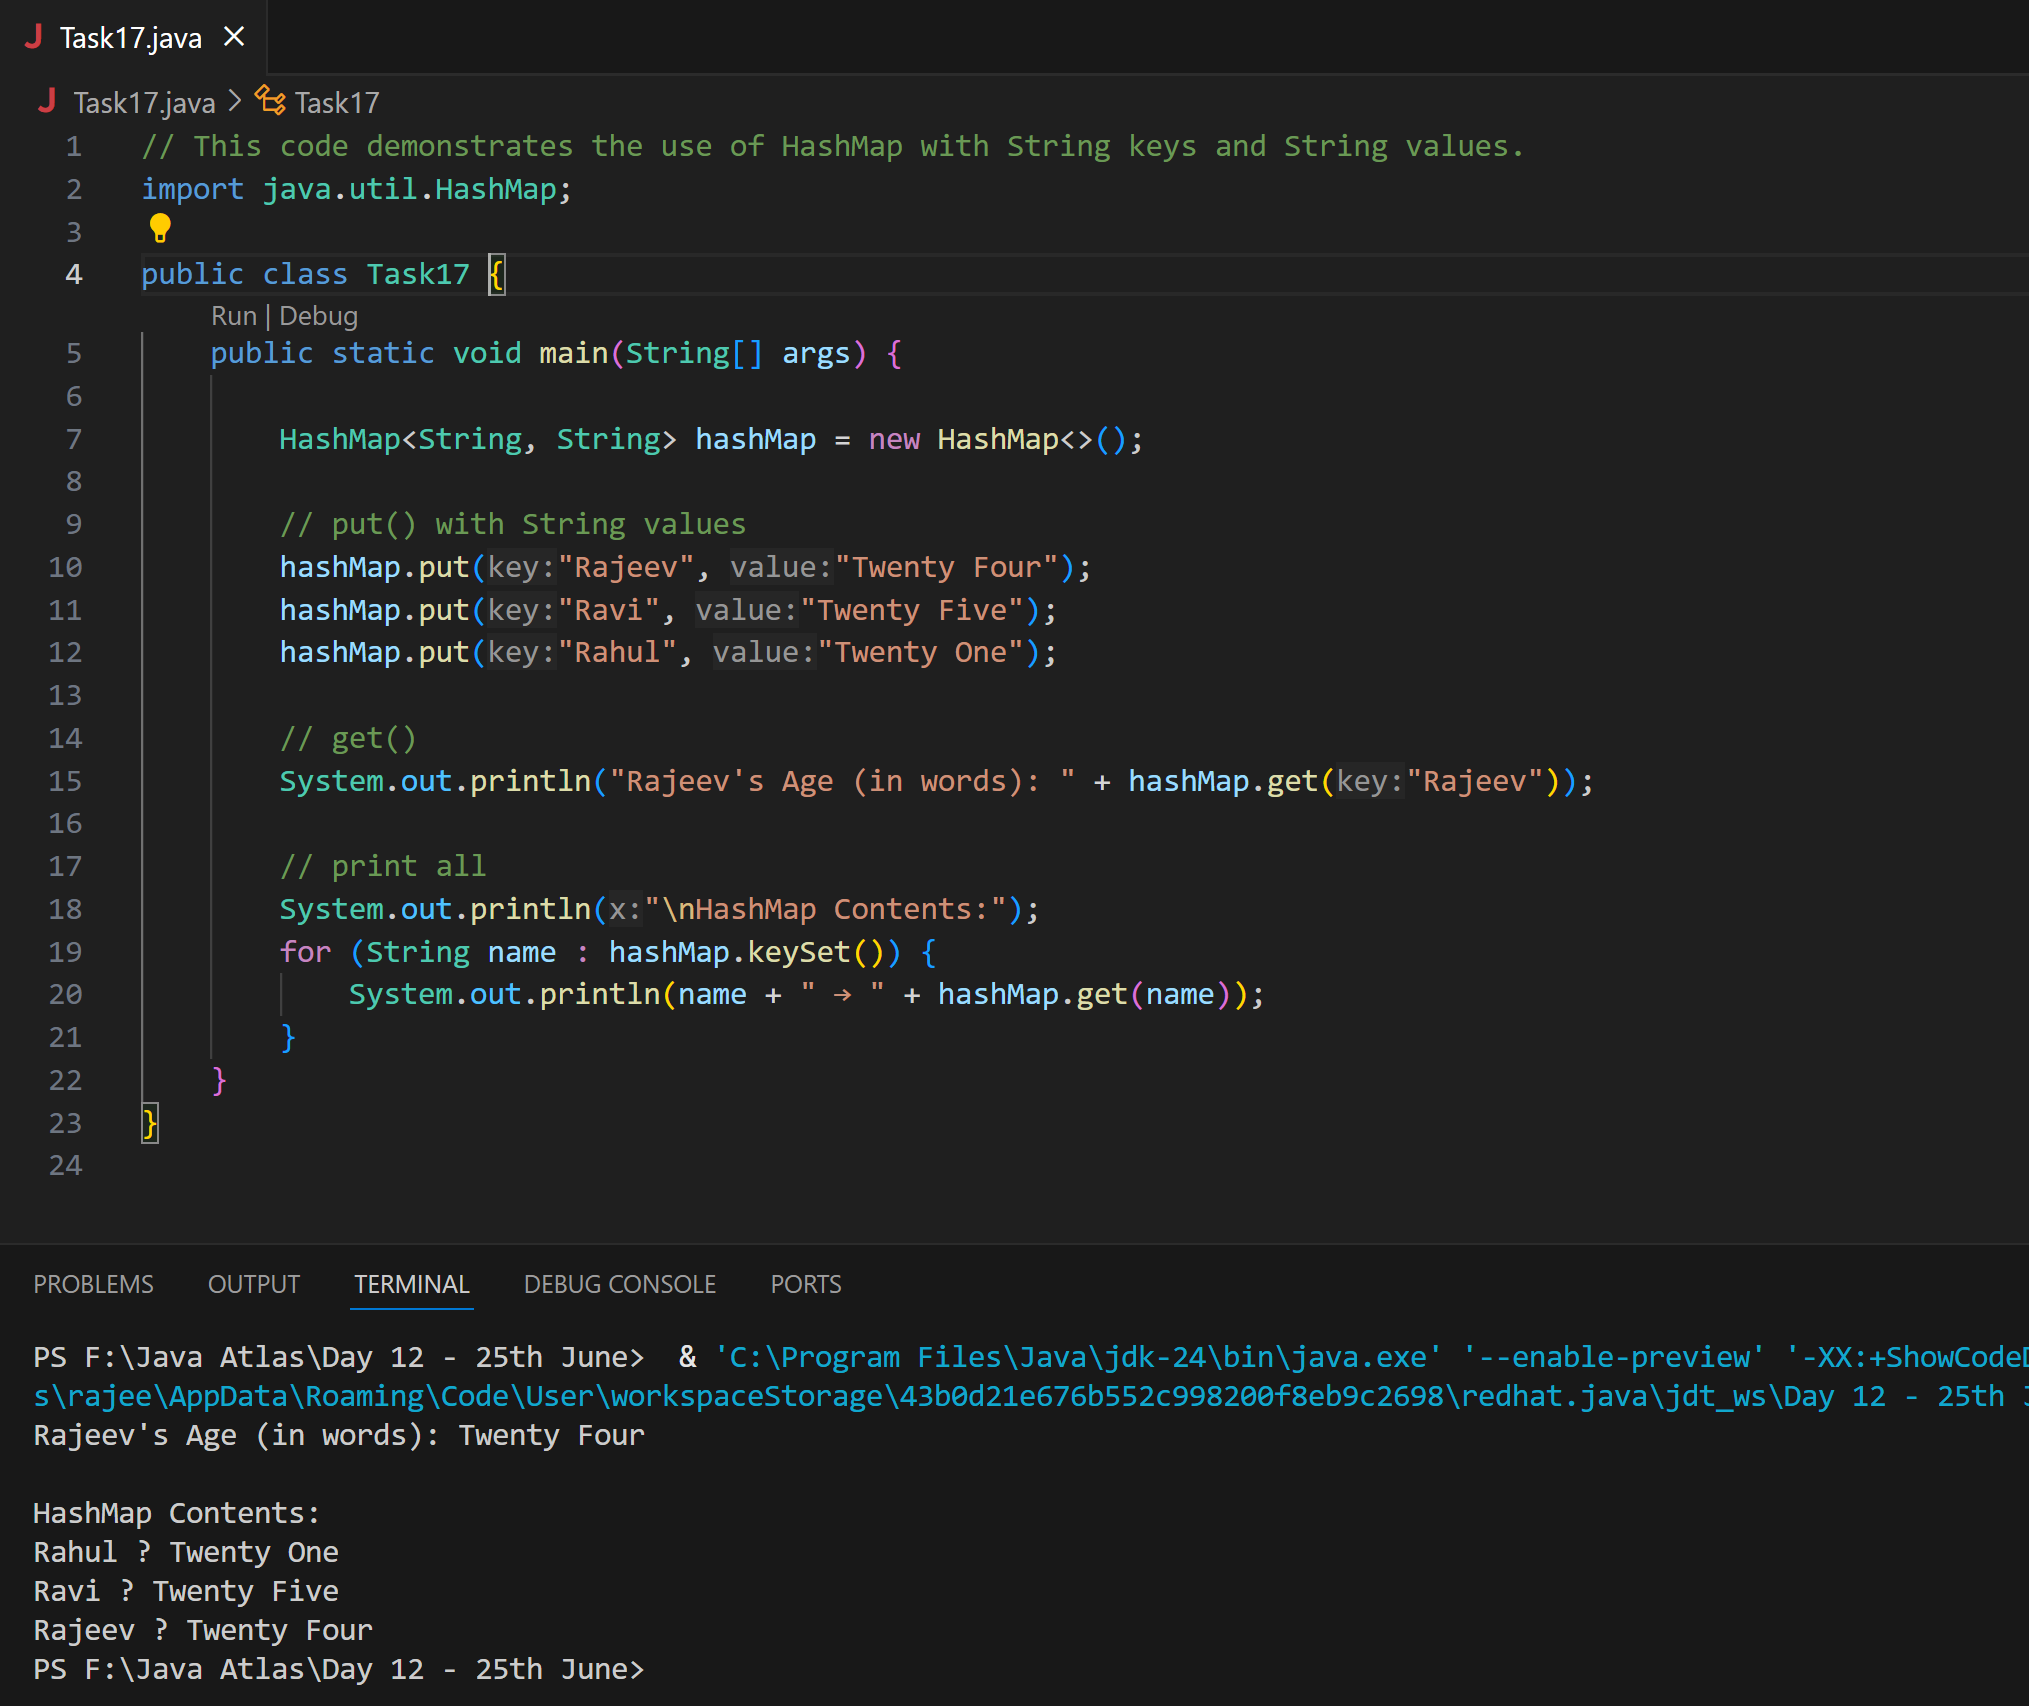 Task17.java
Task17.java > Task17
1 // This code demonstrates the use of HashMap with String keys and String values.
2 import java.util.HashMap;
3
4 public class Task17 {
Run | Debug
5 public static void main(String[] args) {
6
7 HashMap<String, String> hashMap = new HashMap<>();
8
9 // put() with String values
10 hashMap.put(key:"Rajeev", value:"Twenty Four");
11 hashMap.put(key:"Ravi", value:"Twenty Five");
12 hashMap.put(key:"Rahul", value:"Twenty One");
13
14 // get()
15 System.out.println("Rajeev's Age (in words): " + hashMap.get(key:"Rajeev"));
16
17 // print all
18 System.out.println(x:"\nHashMap Contents:");
19 for (String name : hashMap.keySet()) {
20 System.out.println(name + " → " + hashMap.get(name));
21 }
22 }
23 }
24
PROBLEMS OUTPUT TERMINAL DEBUG CONSOLE PORTS
PS F:\Java Atlas\Day 12 - 25th June>  & 'C:\Program Files\Java\jdk-24\bin\java.exe' '--enable-preview' '-XX:+ShowCodeD
s\rajee\AppData\Roaming\Code\User\workspaceStorage\43b0d21e676b552c998200f8eb9c2698\redhat.java\jdt_ws\Day 12 - 25th J
Rajeev's Age (in words): Twenty Four
HashMap Contents:
Rahul ? Twenty One
Ravi ? Twenty Five
Rajeev ? Twenty Four
PS F:\Java Atlas\Day 12 - 25th June>